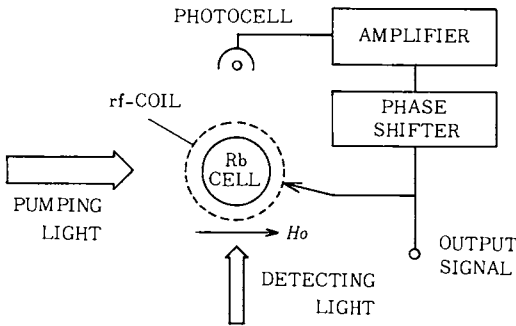 PHOTOCELL
AMPLIFIER
rf-COIL
PHASE
SHIFTER
Rb
CELL
PUMPING
LIGHT
Ho
OUTPUT
SIGNAL
DETECTING
LIGHT